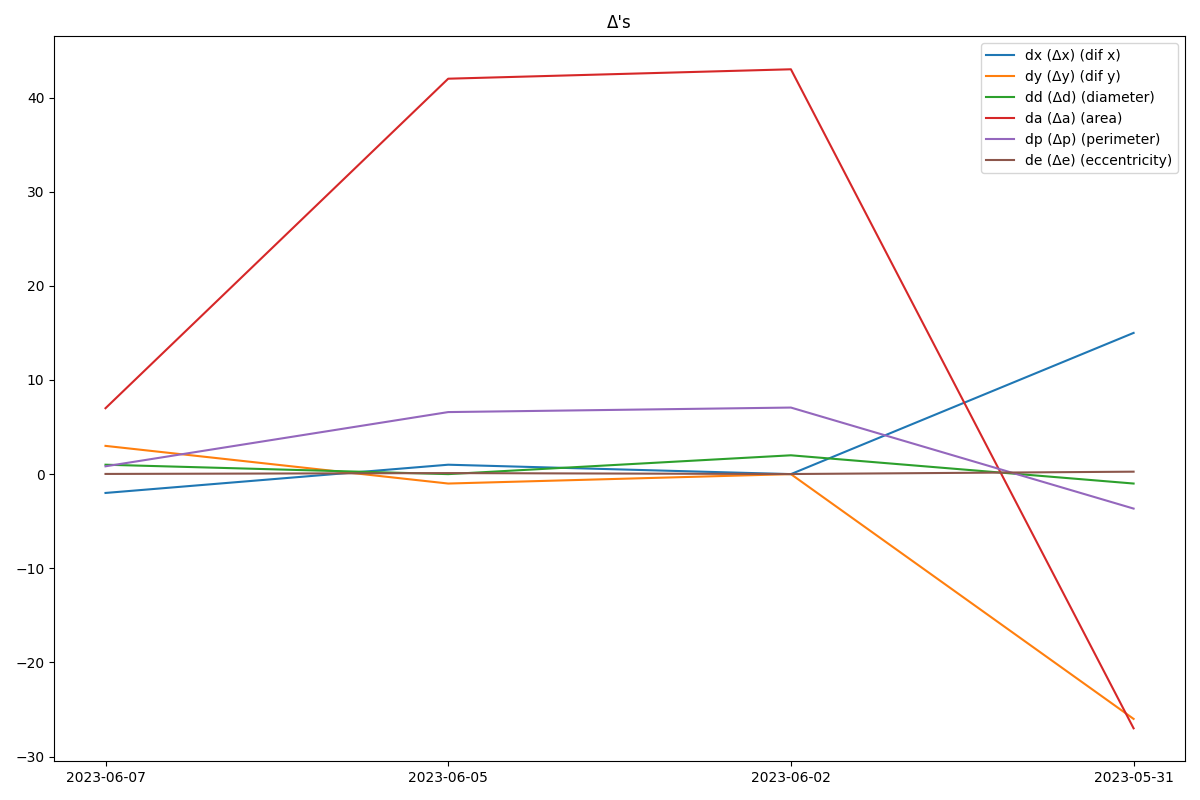 Δ's
dx (Δx) (dif x)
dy (Δy) (dif y)
dd (Δd) (diameter)
da (Δa) (area)
dp (Δp) (perimeter)
de (Δe) (eccentricity)
40
30
20
10
0
−10
−20
−30
2023-06-07 2023-06-05 2023-06-02 2023-05-31